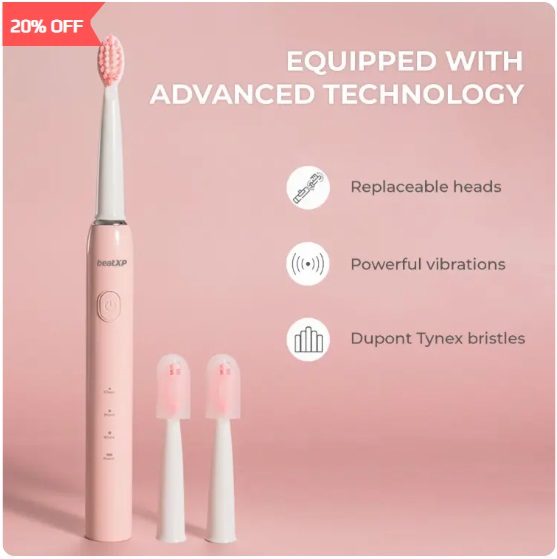 20% OFF
EQUIPPED WITH
ADVANCED TECHNOLOGY
Replaceable heads
Powerful vibrations
Dupont Tynex bristles
beatXP